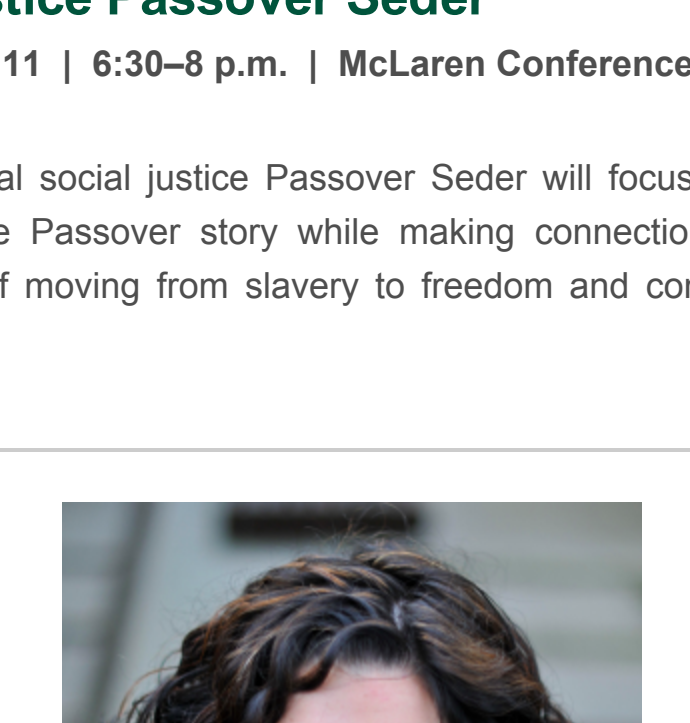 stice Passover Seder
11 | 6:30–8 p.m. | McLaren Conference
al social justice Passover Seder will focus
e Passover story while making connectio
f moving from slavery to freedom and con